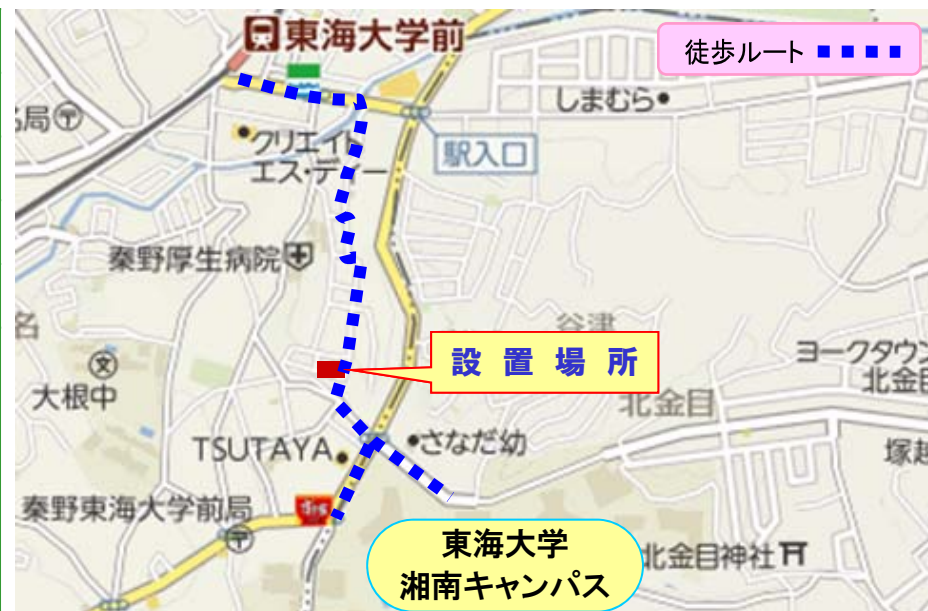 東海大学前
徒歩ルート
しまむら
局〒
クリエイト
エス・ディー
駅入口
秦野厚生病院
谷津
設置場所
名
ヨークタウン
北金目
文
大根中
北金目
TSUTAYA
さなだ幼
塚越
秦野東海大学前局
〒
東海大学
湘南キャンパス
北金目神社